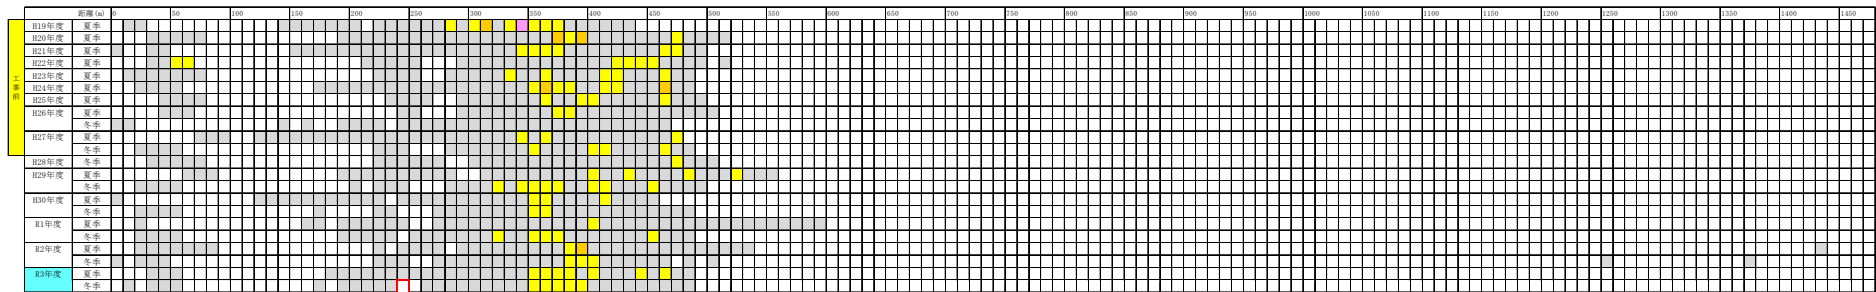 距離(m) 0 50 100 150 200 250 300 350 400 450 500 550 600 650 700 750 800 850 900 950 1000 1050 1100 1150 1200 1250 1300 1350 1400 1450
工事前
H19年度 夏季
H20年度 夏季
H21年度 夏季
H22年度 夏季
H23年度 夏季
H24年度 夏季
H25年度 夏季
H26年度 夏季
冬季
H27年度 夏季
冬季
H28年度 冬季
H29年度 夏季
冬季
H30年度 夏季
冬季
R1年度 夏季
冬季
R2年度 夏季
冬季
R3年度 夏季
冬季